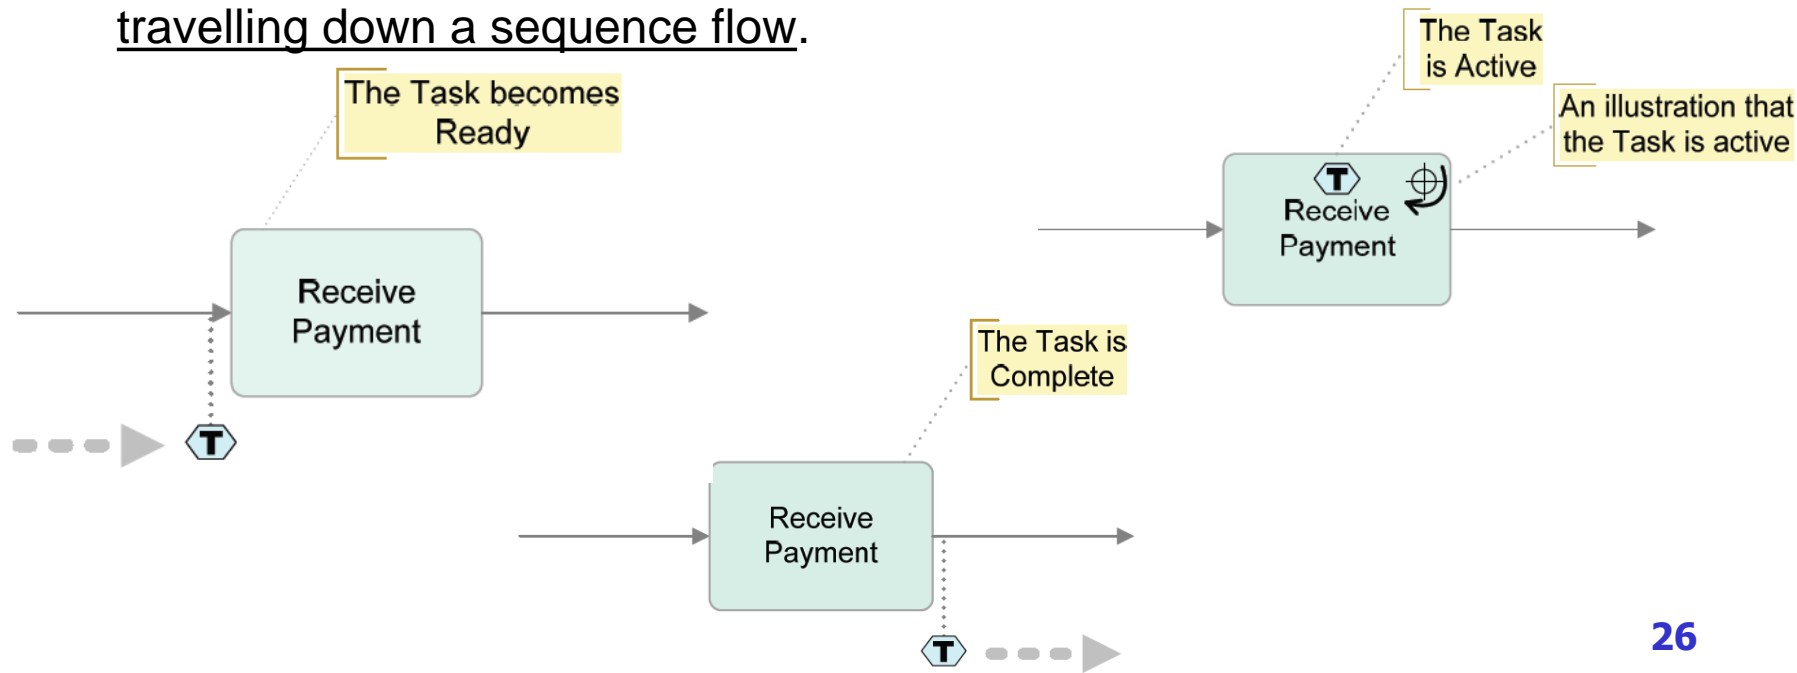 travelling down a sequence flow.
The Task becomes
Ready
Receive
Payment
T
The Task
is Active
An illustration that
the Task is active
T
Receive
Payment
The Task is
Complete
Receive
Payment
T
26